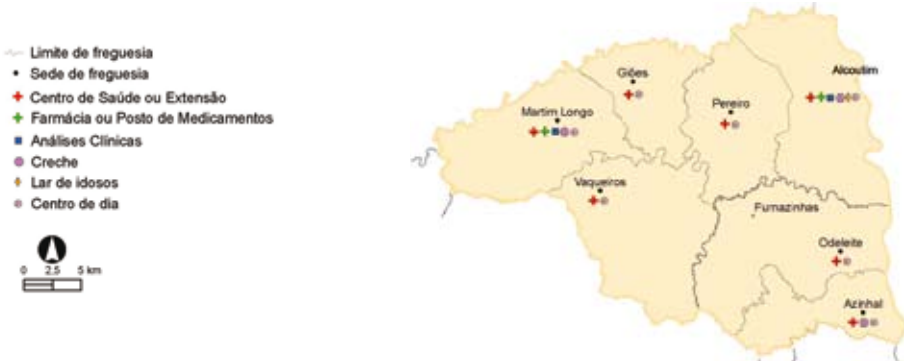 Limite de freguesia
Sede de freguesia
Centro de Saúde ou Extensão
Farmácia ou Posto de Medicamentos
Análises Clínicas
Creche
Lar de idosos
Centro de dia
0 2,5 5 km
Giões
Alcoutim
Martim Longo
Pereiro
Vaqueiros
Fumazinhas
Odeleite
Azinhal